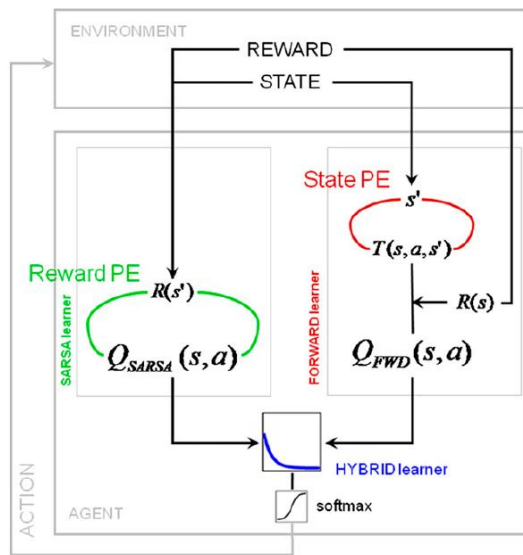 ENVIRONMENT
REWARD
STATE
State PE
s'
T(s,a,s')
Reward PE
R(s')
R(s)
SARSA learner
Q_SARSA (s,a)
FORWARD learner
Q_FWD (s,a)
HYBRID learner
softmax
ACTION
AGENT